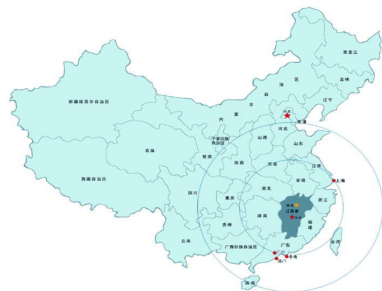 黑龙江
吉林
辽宁
内
蒙
古
自
治
区
新疆维吾尔自治区
北京
天津
河北
山西
山东
宁夏回族
自治区
青海
甘肃
陕西
河南
江苏
西藏自治区
安徽
上海
四川
重庆
湖北
浙江
江西省
湖南
贵州
福
建
云南
广西壮族自治区
广东
台湾
香港
澳门
海南